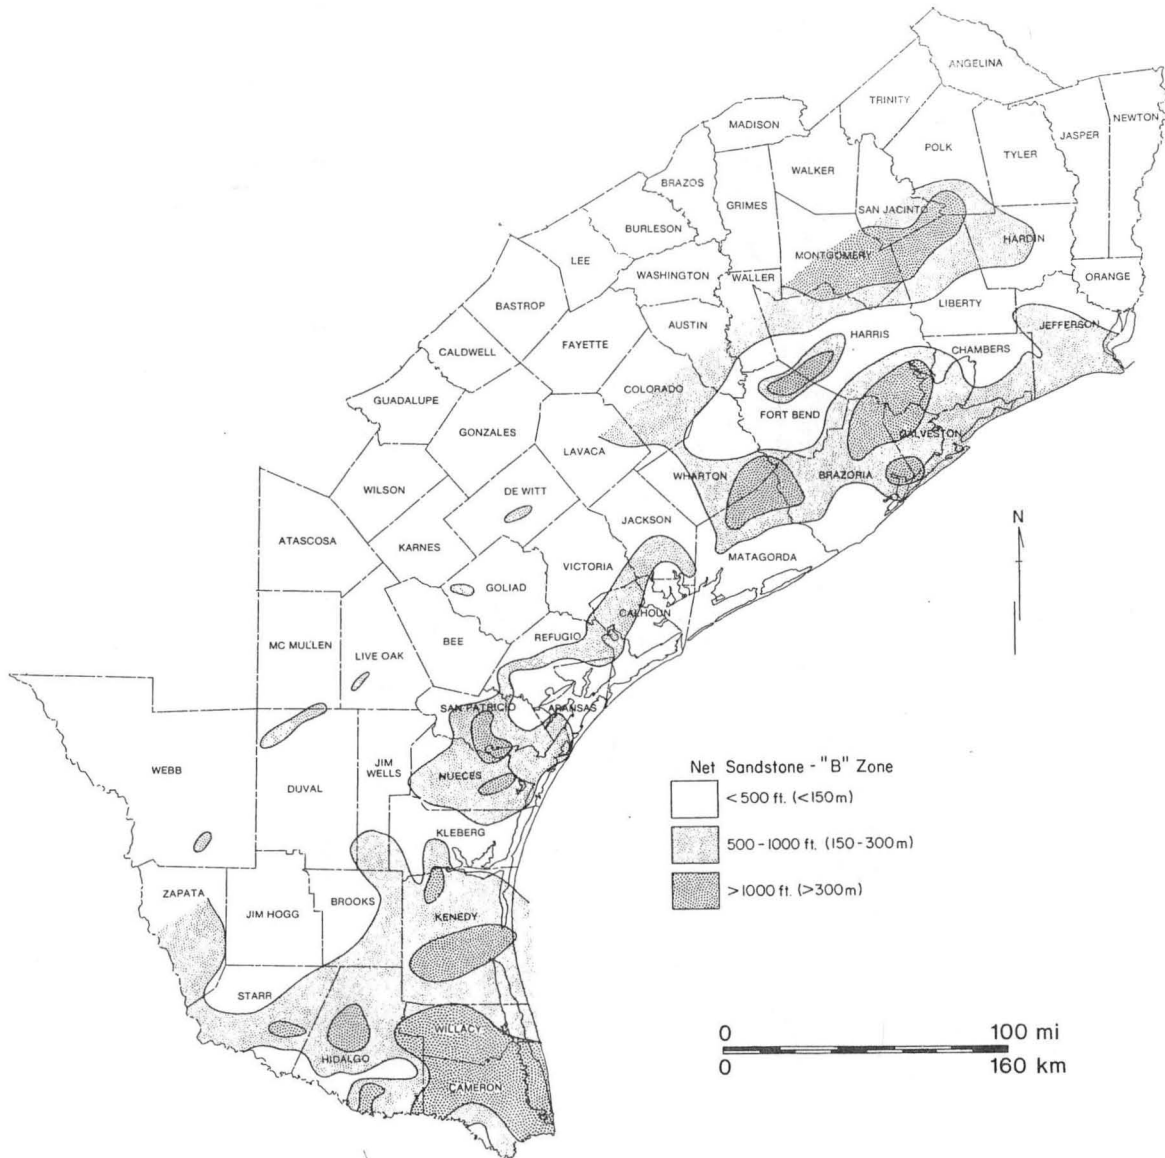 ANGELINA
TRINITY
NEWTON
MADISON
JASPER
POLK
TYLER
WALKER
BRAZOS
GRIMES
SAN JACINTO
BURLESON
HARDIN
LEE
MONTGOMERY
WASHINGTON
WALLER
ORANGE
BASTROP
LIBERTY
AUSTIN
JEFFERSON
HARRIS
FAYETTE
CHAMBERS
CALDWELL
COLORADO
GUADALUPE
FORT BEND
GONZALES
GALVESTON
LAVACA
WHARTON
BRAZORIA
WILSON
DE WITT
JACKSON
ATASCOSA
KARNES
N
MATAGORDA
VICTORIA
GOLIAD
CALHOUN
REFUGIO
BEE
MC MULLEN
LIVE OAK
SAN PATRICIO
ARANSAS
WEBB
JIM
WELLS
NUECES
DUVAL
Net Sandstone - "B" Zone
< 500 ft. (<150m)
500-1000 ft. (150-300m)
>1000 ft. (>300m)
KLEBERG
ZAPATA
BROOKS
JIM HOGG
KENEDY
STARR
WILLACY
HIDALGO
CAMERON
0 100 mi
0 160 km